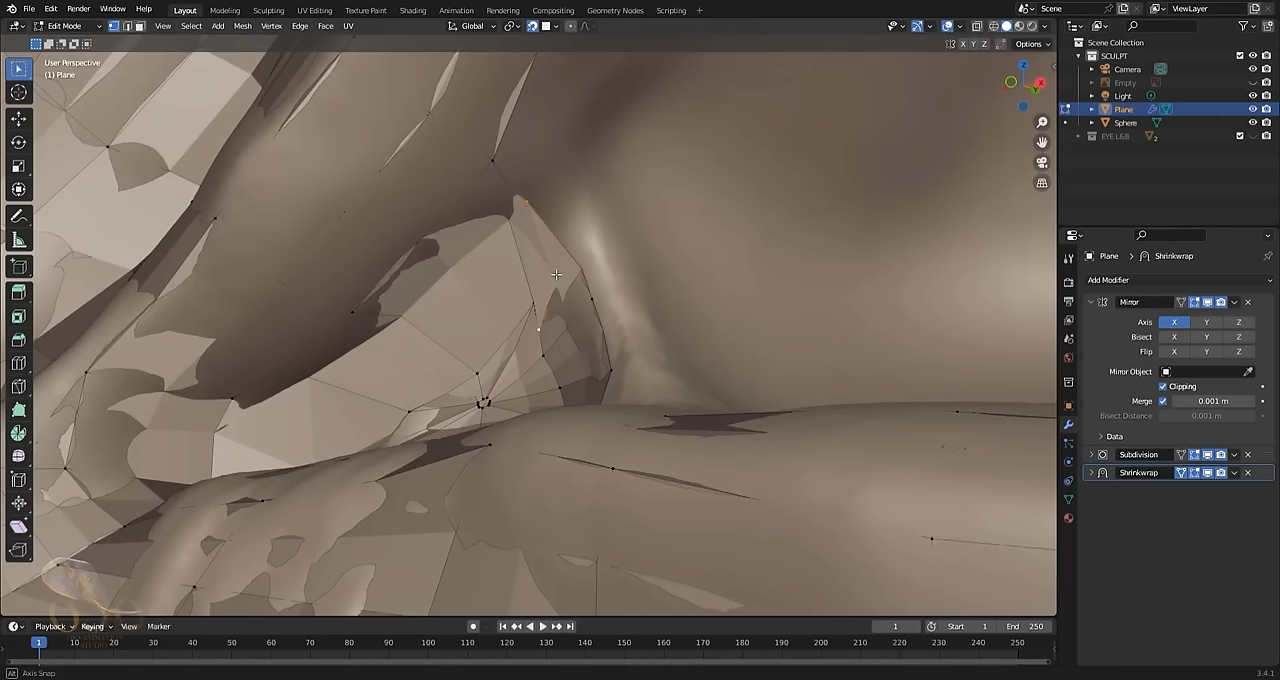 File Edit Render Window Help Layout Modeling Sculpting UV Editing Texture Paint Shading Animation Rendering Compositing Geometry Nodes Scripting Scene ViewLayer
Edit Mode View Select Add Mesh Vertex Edge Face UV Global
X Y Z Options
User Perspective
(1) Plane
Z
X
Y
Scene Collection
SCULPT
Camera
Empty
Light
Plane
Sphere
EYE L&B 2
Plane > Shrinkwrap
Add Modifier
Mirror
Axis X Y Z
Bisect X Y Z
Flip X Y Z
Mirror Object
Clipping
Merge 0.001 m
Bisect Distance 0.001 m
Data
Subdivision
Shrinkwrap
Playback Keying View Marker 1 Start 1 End 250
1 10 20 30 40 50 60 70 80 90 100 110 120 130 140 150 160 170 180 190 200 210 220 230 240 250
Alt Axis Snap 3.4.1